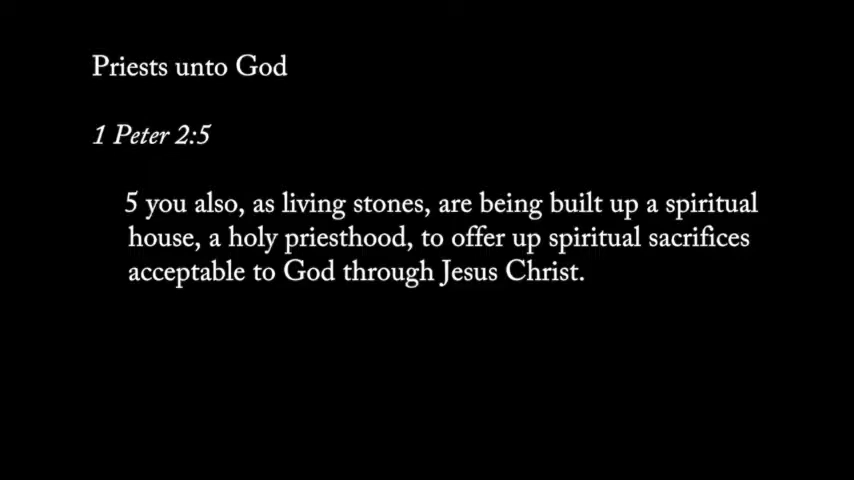 Priests unto God
1 Peter 2:5
5 you also, as living stones, are being built up a spiritual
house, a holy priesthood, to offer up spiritual sacrifices
acceptable to God through Jesus Christ.